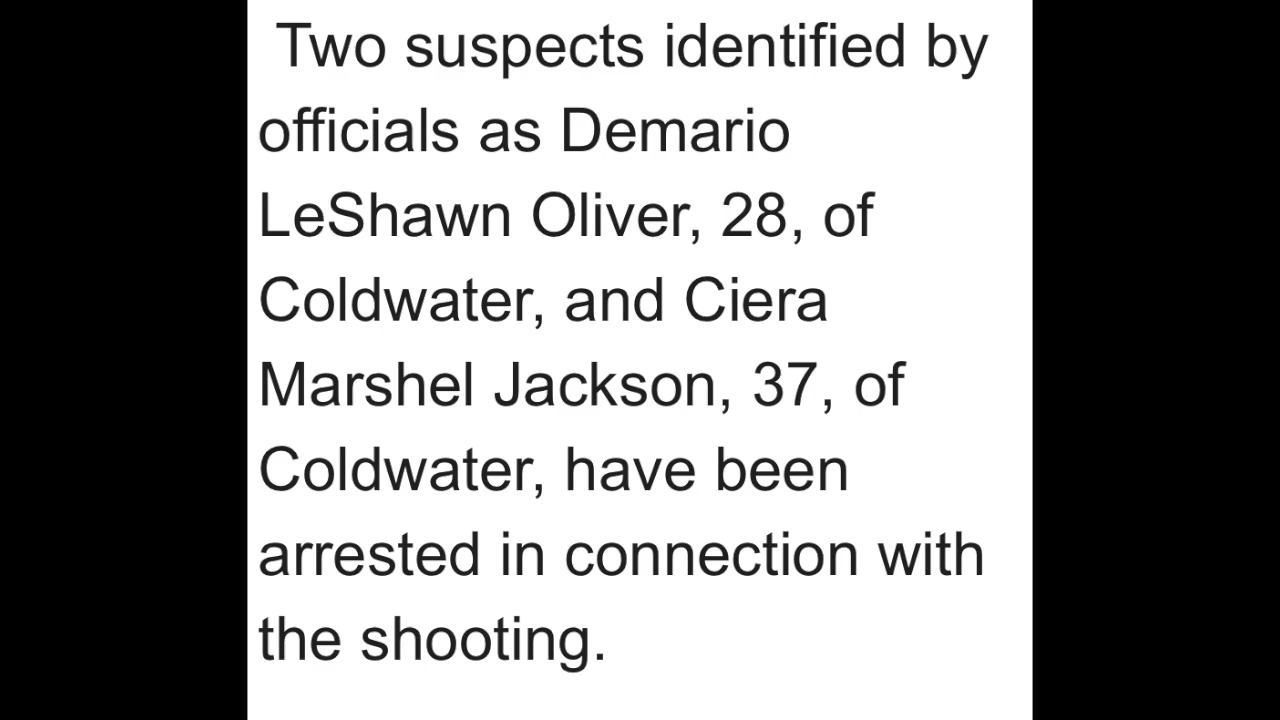 Two suspects identified by
officials as Demario
LeShawn Oliver, 28, of
Coldwater, and Ciera
Marshel Jackson, 37, of
Coldwater, have been
arrested in connection with
the shooting.